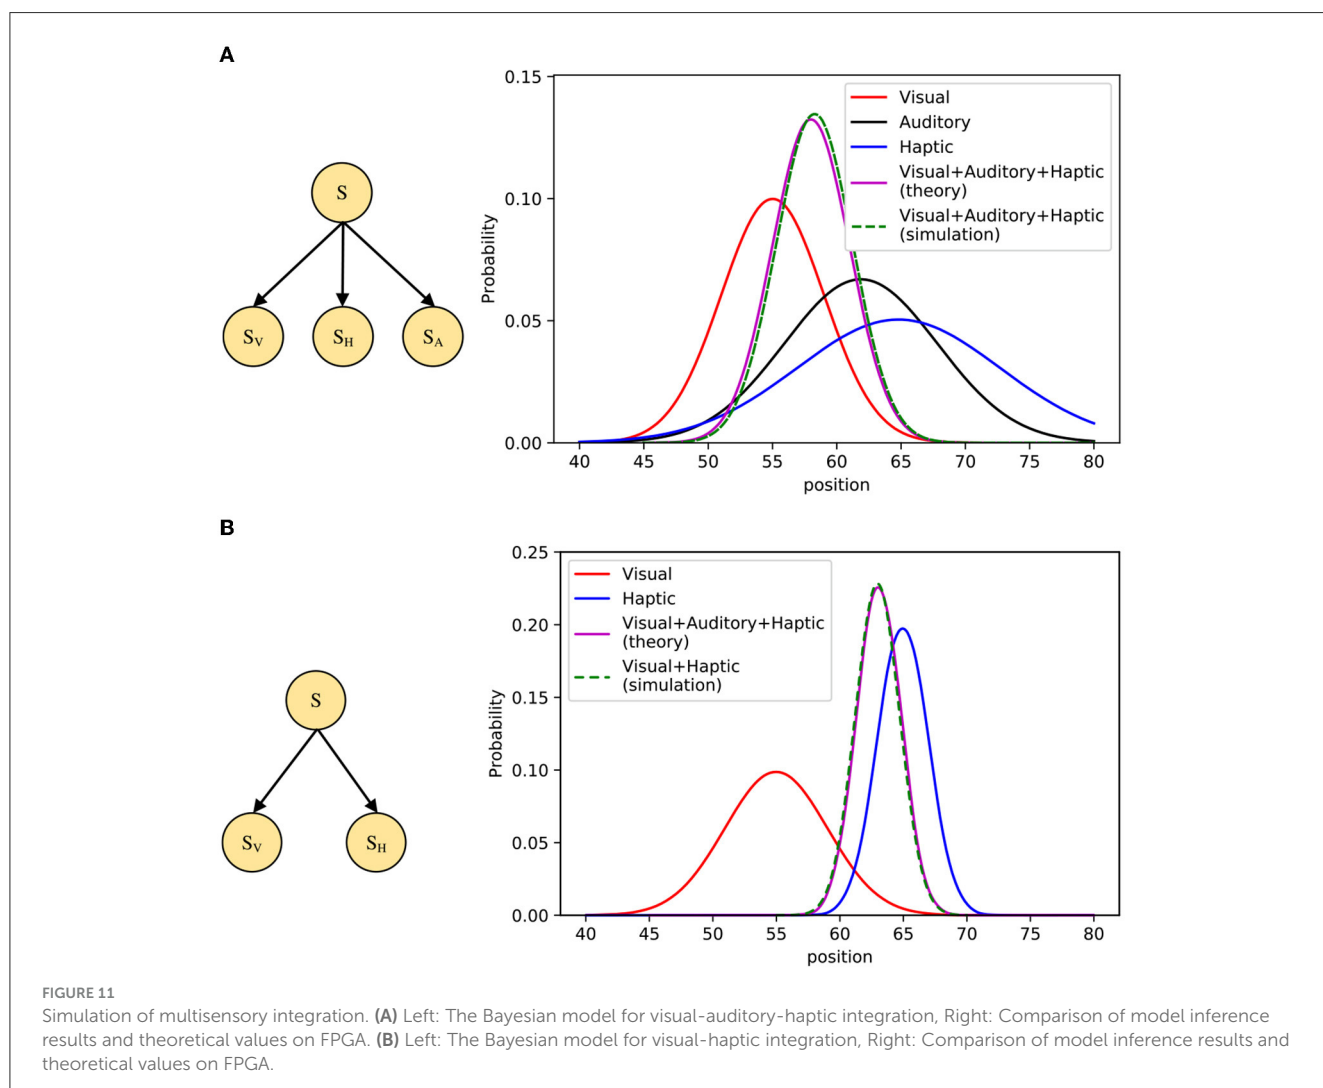 A
S
SV
SH
SA
0.15
0.10
0.05
0.00
Probability
Visual
Auditory
Haptic
Visual+Auditory+Haptic
(theory)
Visual+Auditory+Haptic
(simulation)
40 45 50 55 60 65 70 75 80
position
B
S
SV
SH
0.25
0.20
0.15
0.10
0.05
0.00
Probability
Visual
Haptic
Visual+Auditory+Haptic
(theory)
Visual+Haptic
(simulation)
40 45 50 55 60 65 70 75 80
position
FIGURE 11
Simulation of multisensory integration. (A) Left: The Bayesian model for visual-auditory-haptic integration, Right: Comparison of model inference
results and theoretical values on FPGA. (B) Left: The Bayesian model for visual-haptic integration, Right: Comparison of model inference results and
theoretical values on FPGA.